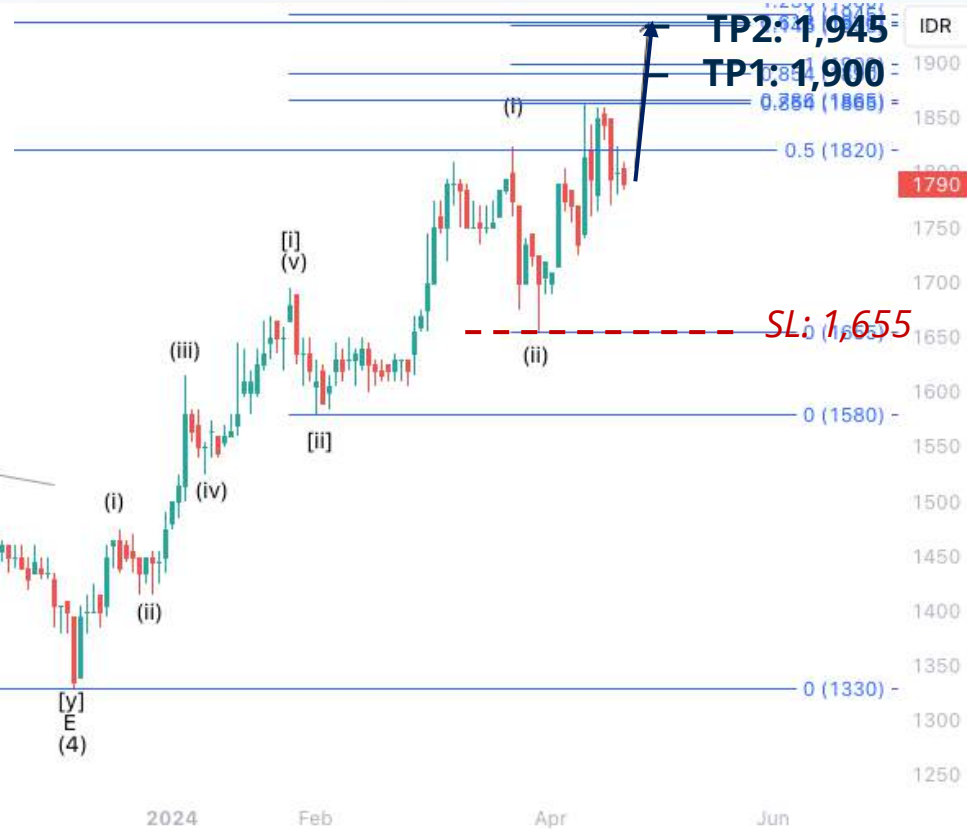 TP2: 1,945
IDR
TP1: 1,900
1900
(i)
0.5 (1820)
1850
1790
[i]
(v)
1750
1700
SL: 1,655
0 (1655)
1650
(iii)
(ii)
1600
0 (1580)
[ii]
1550
(iv)
(i)
1500
1450
(ii)
1400
1350
0 (1330)
[y]
E
(4)
1300
1250
2024
Feb
Apr
Jun